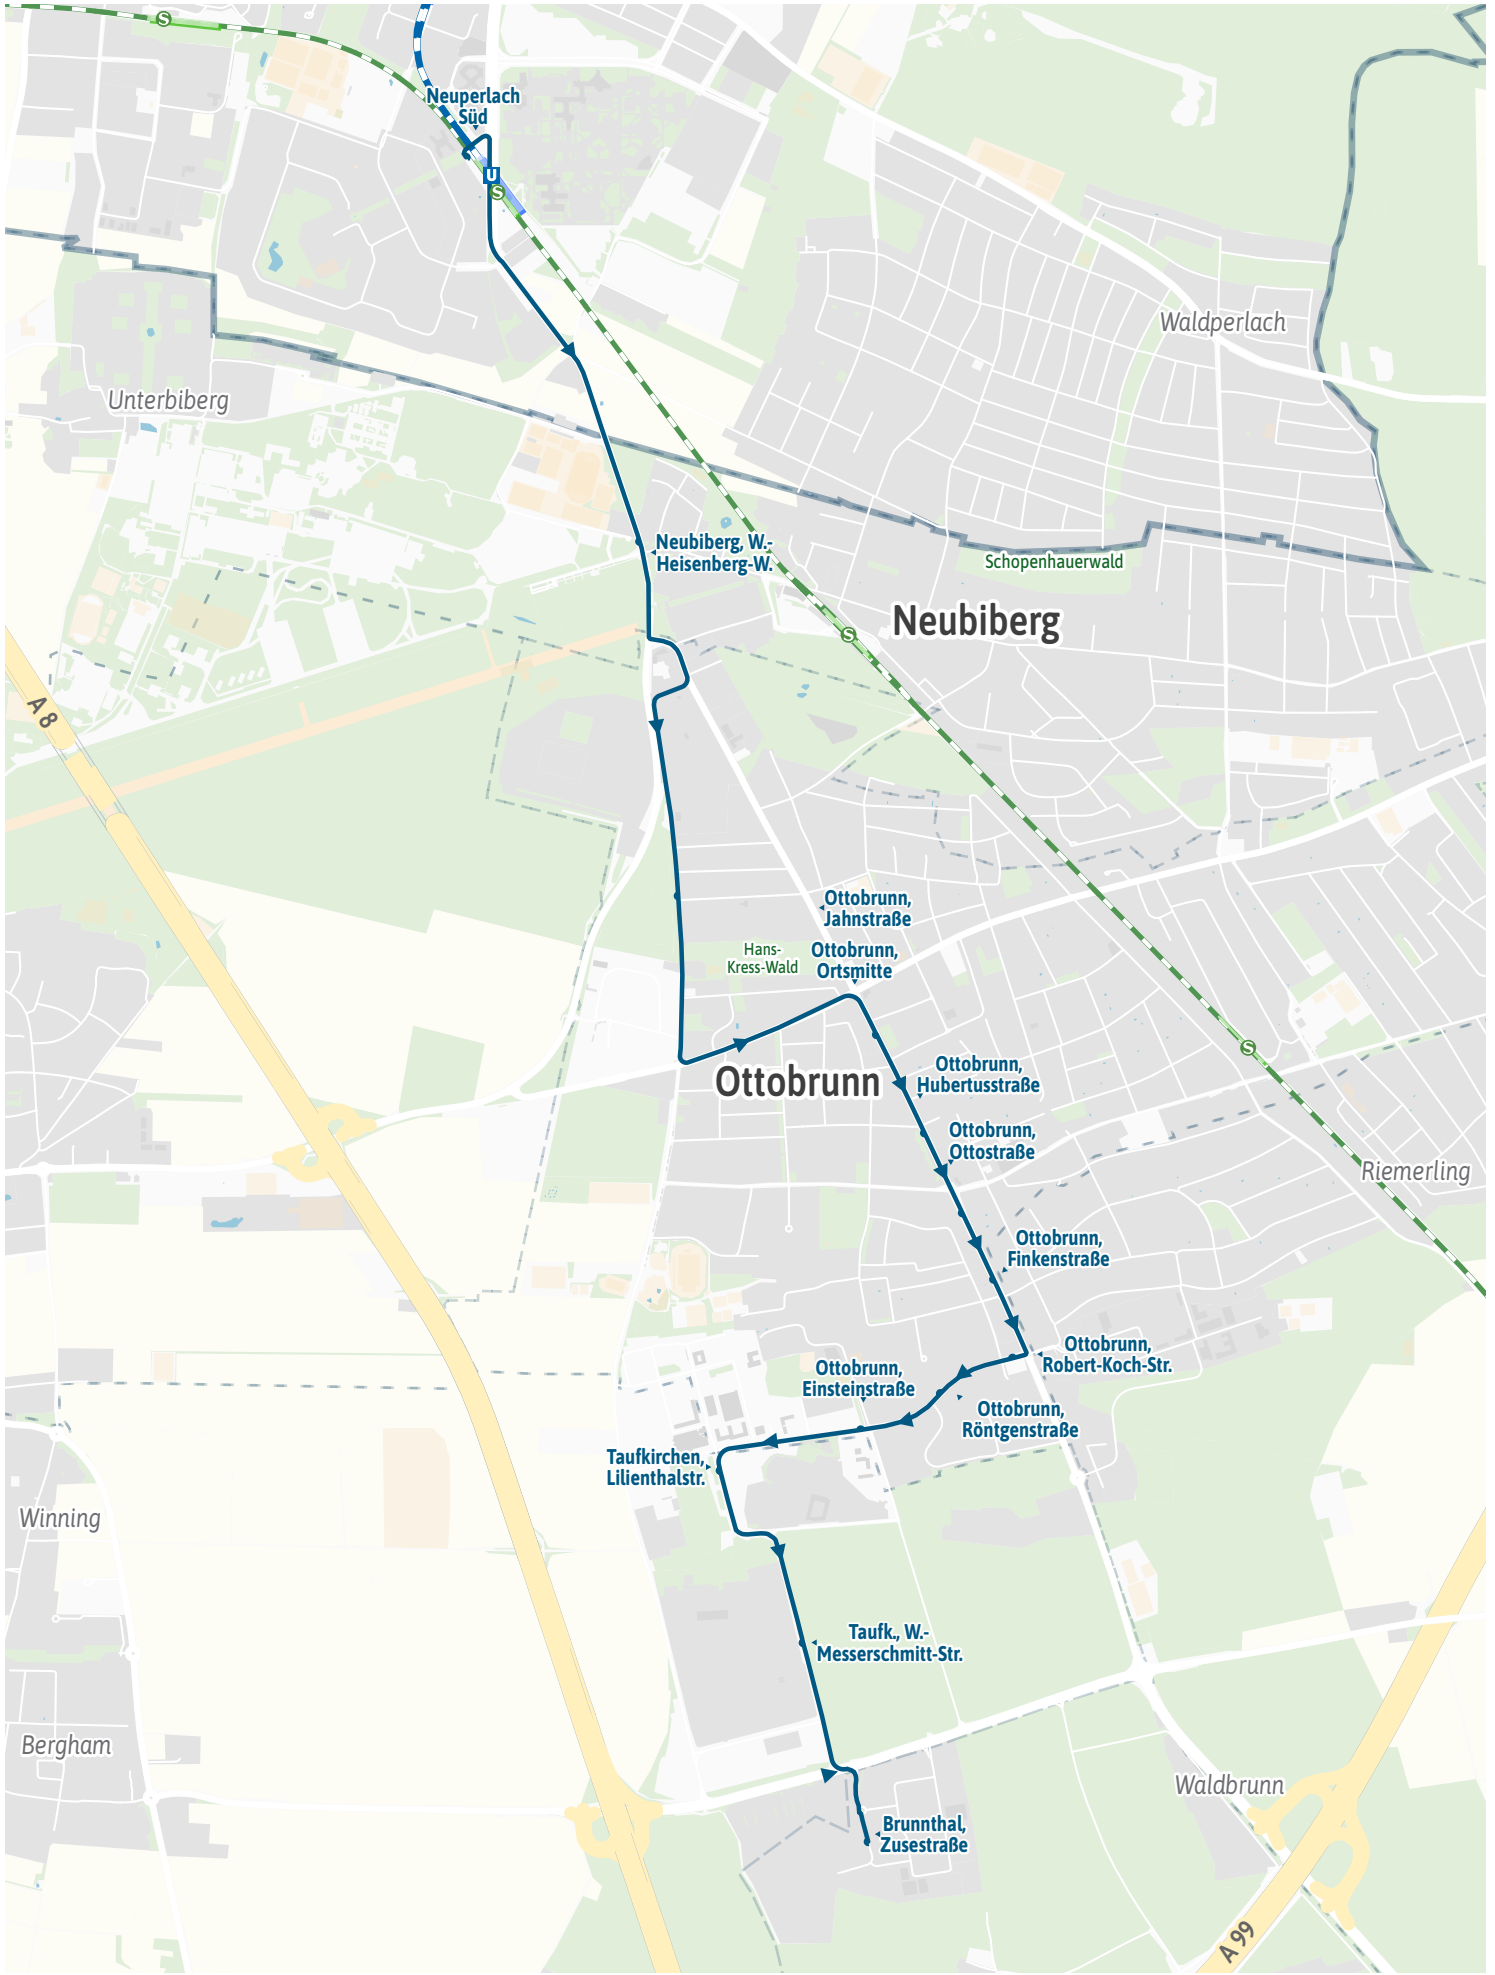 S
Neuperlach
Süd
U
S
Waldperlach
Unterbiberg
Neubiberg, W.-
Heisenberg-W.
Schopenhauerwald
Neubiberg
S
A 8
Ottobrunn,
Jahnstraße
Hans-
Kress-Wald
Ottobrunn,
Ortsmitte
S
Ottobrunn
Ottobrunn,
Hubertusstraße
Ottobrunn,
Ottostraße
Riemerling
Ottobrunn,
Finkenstraße
Ottobrunn,
Robert-Koch-Str.
Ottobrunn,
Einsteinstraße
Ottobrunn,
Röntgenstraße
Taufkirchen,
Lilienthalstr.
Winning
Taufk., W.-
Messerschmitt-Str.
Bergham
Waldbrunn
Brunnthal,
Zusestraße
A 99